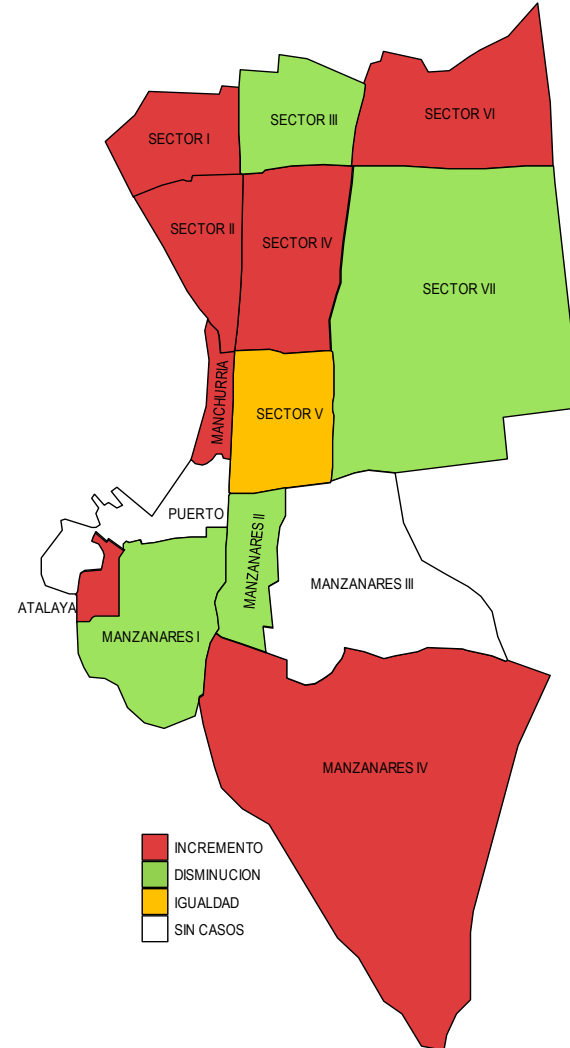 SECTOR VI
SECTOR III
SECTOR I
SECTOR II
SECTOR IV
SECTOR VII
MANCHURRIA
SECTOR V
PUERTO
MANZANARES II
MANZANARES III
ATALAYA
MANZANARES I
MANZANARES IV
INCREMENTO
DISMINUCION
IGUALDAD
SIN CASOS